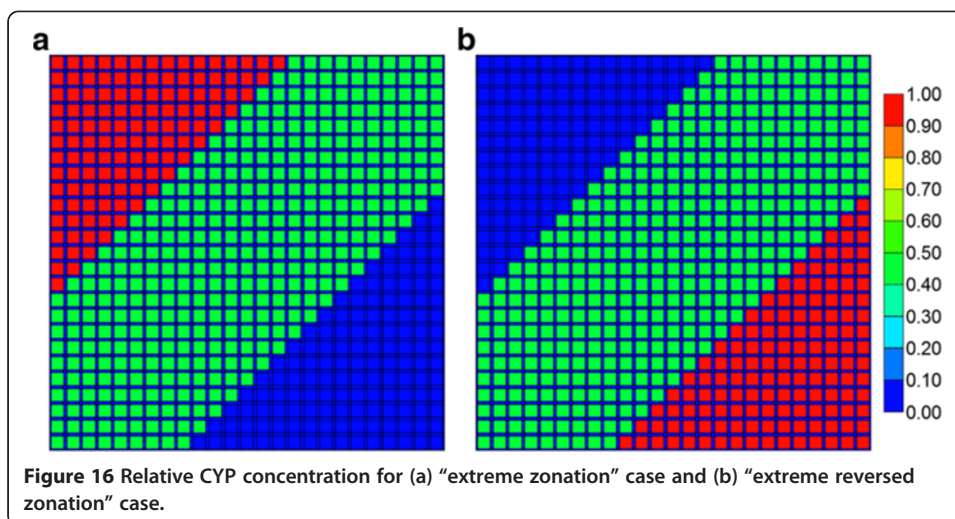 a
b
1.00
0.90
0.80
0.70
0.60
0.50
0.40
0.30
0.20
0.10
0.00
Figure 16 Relative CYP concentration for (a) “extreme zonation” case and (b) “extreme reversed
zonation” case.